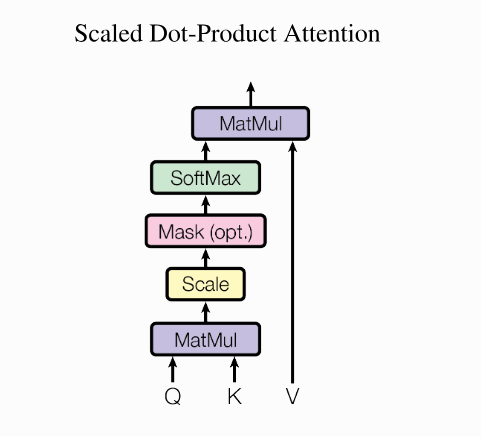 Scaled Dot-Product Attention
MatMul
SoftMax
Mask (opt.)
Scale
MatMul
Q K V